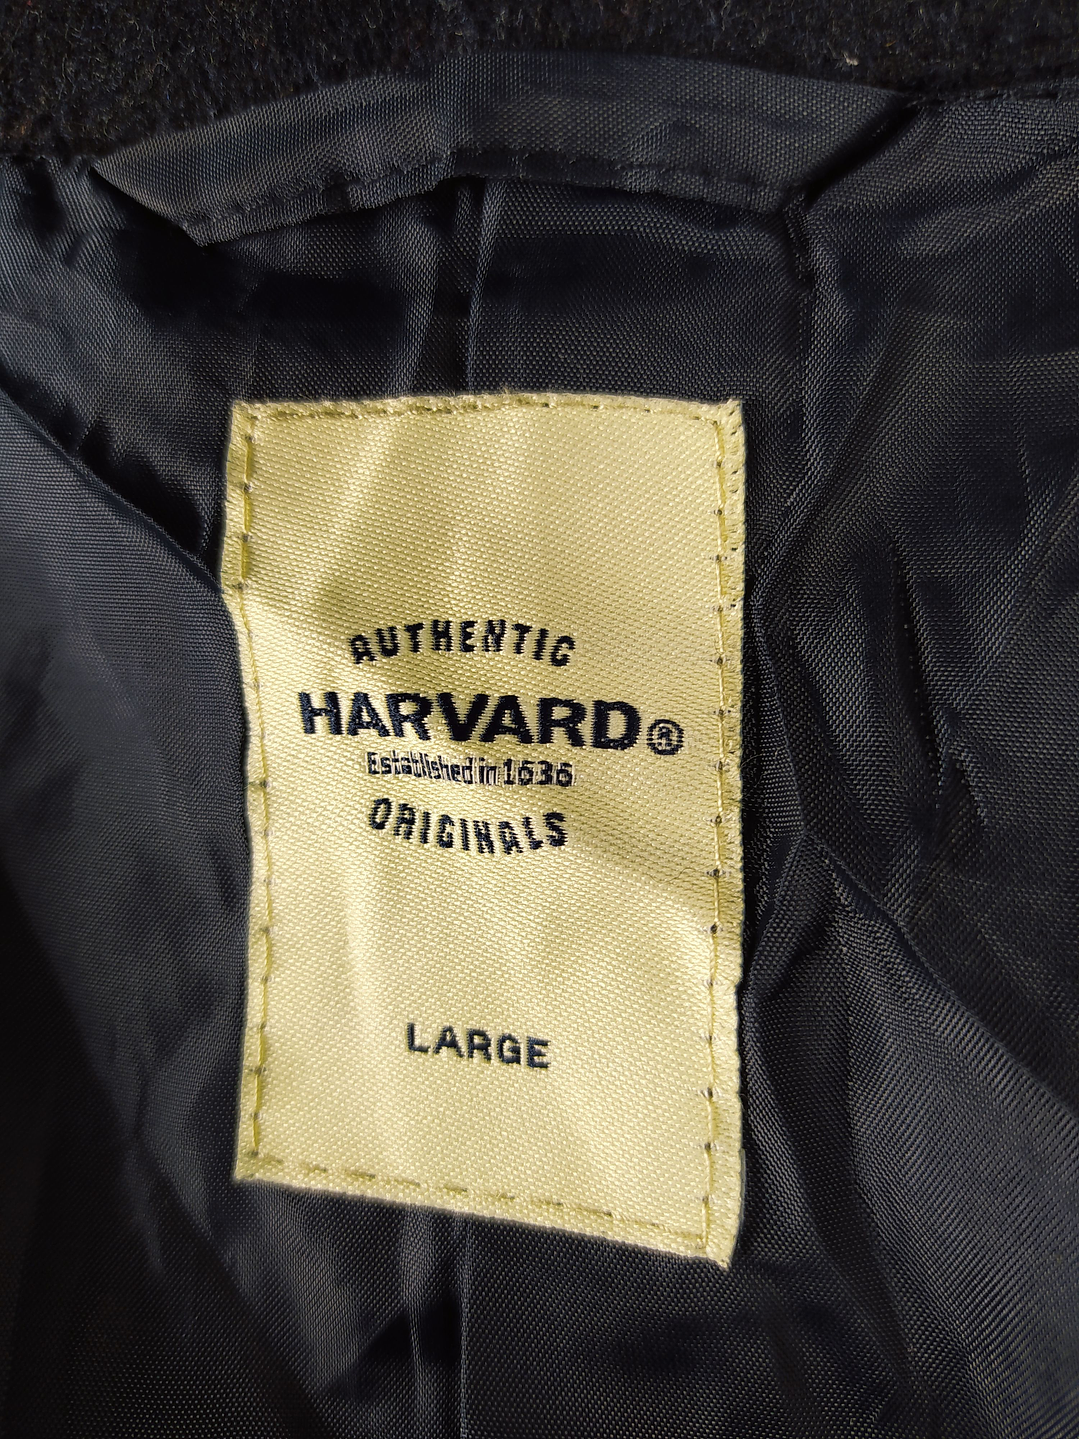 AUTHENTIC
HARVARD®
Established in 1636
ORIGINALS
LARGE